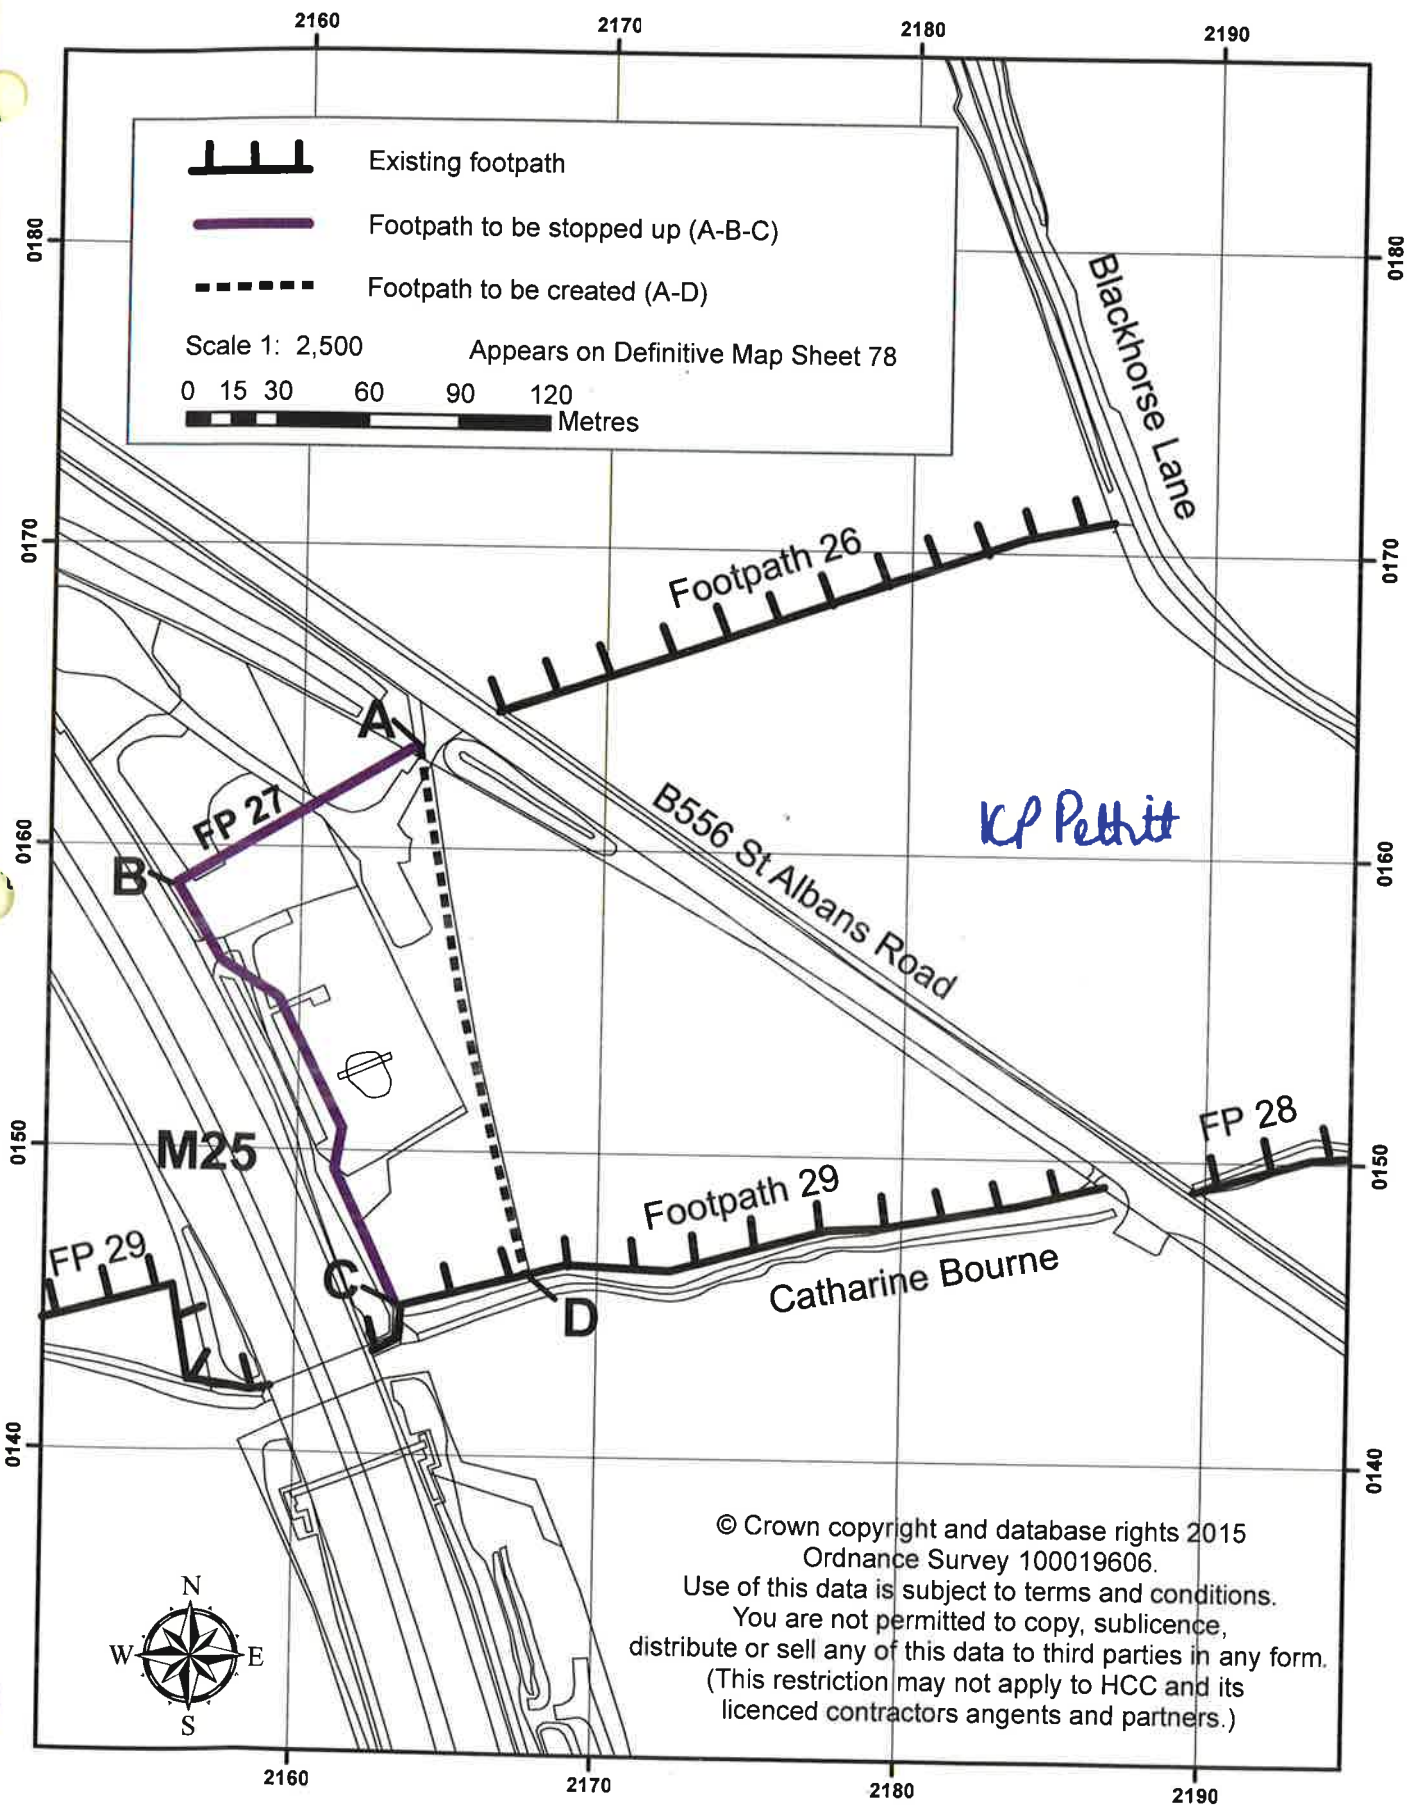 2160 2170 2180 2190
Existing footpath
Footpath to be stopped up (A-B-C)
Footpath to be created (A-D)
Scale 1: 2,500 Appears on Definitive Map Sheet 78
0 15 30 60 90 120
Metres
0180
0180
Blackhorse Lane
0170
Footpath 26
0170
A
FP 27
B556 St Albans Road
KP Pettitt
0160
0160
B
M25
0150
FP 28
0150
Footpath 29
FP 29
C
Catharine Bourne
D
0140
0140
© Crown copyright and database rights 2015
Ordnance Survey 100019606.
Use of this data is subject to terms and conditions.
You are not permitted to copy, sublicence,
distribute or sell any of this data to third parties in any form.
(This restriction may not apply to HCC and its
licenced contractors angents and partners.)
N
W E
S
2160 2170 2180 2190